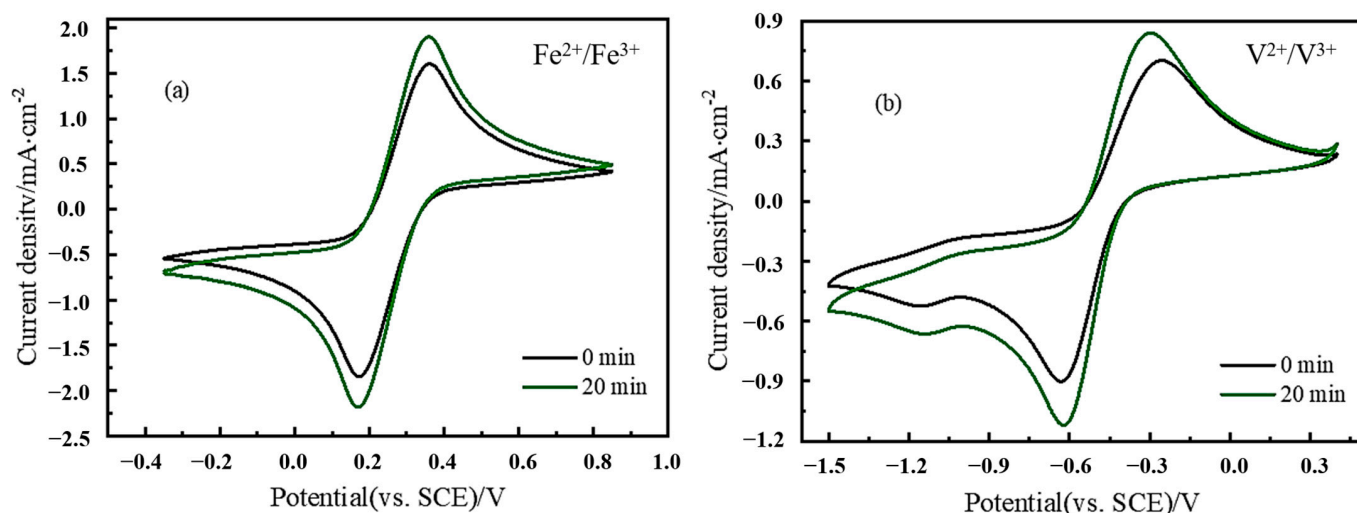 2.0
1.5
1.0
0.5
0.0
−0.5
−1.0
−1.5
−2.0
−2.5
Current density/mA·cm-2
(a)
Fe2+/Fe3+
0 min
20 min
−0.4 0.0 0.2 0.4 0.6 0.8 1.0
Potential(vs. SCE)/V
0.9
0.6
0.3
0.0
−0.3
−0.6
−0.9
−1.2
Current density/mA·cm-2
(b)
V2+/V3+
0 min
20 min
−1.5 −1.2 −0.9 −0.6 −0.3 0.0 0.3
Potential(vs. SCE)/V